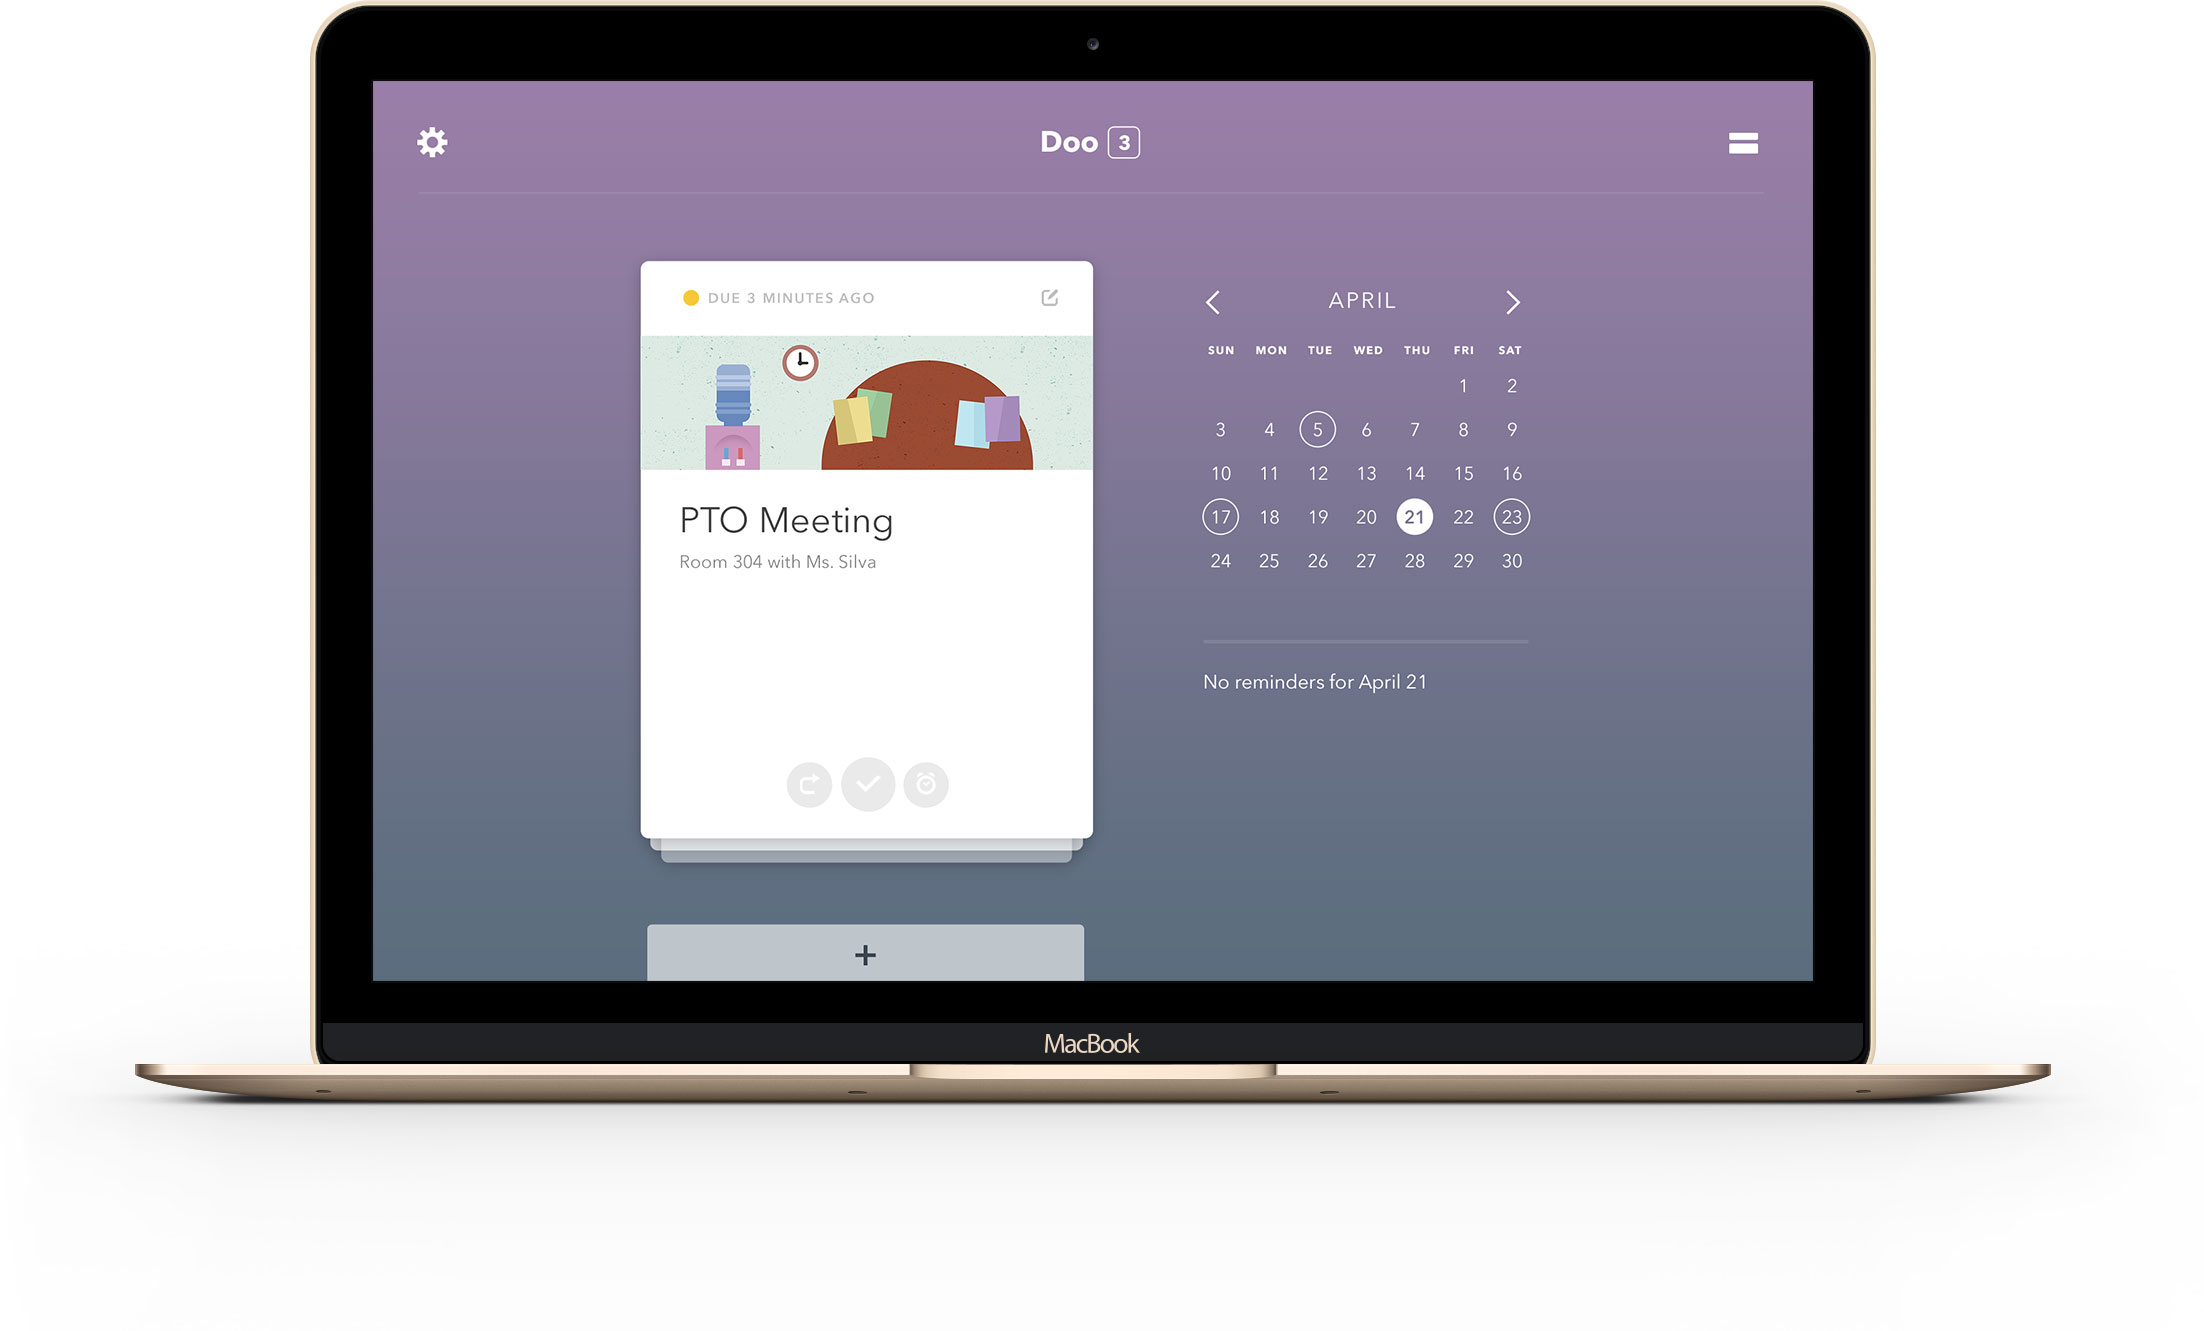 Doo 3
DUE 3 MINUTES AGO
PTO Meeting
Room 304 with Ms. Silva
APRIL
SUN MON TUE WED THU FRI SAT
1 2
3 4 5 6 7 8 9
10 11 12 13 14 15 16
17 18 19 20 21 22 23
24 25 26 27 28 29 30
No reminders for April 21
+
MacBook